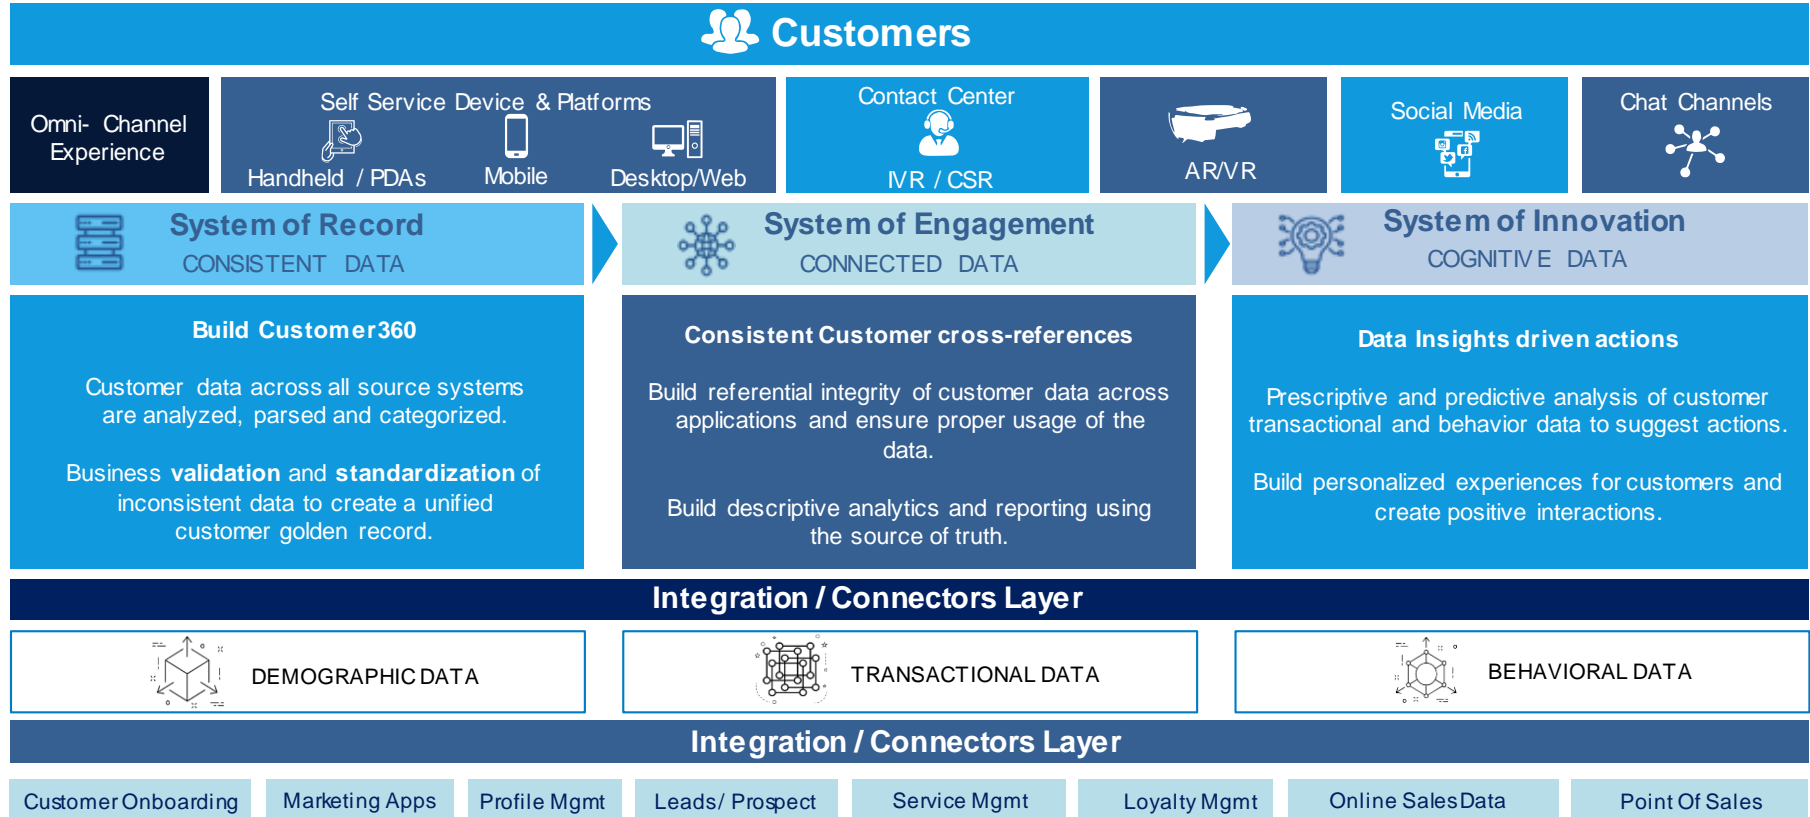 Customers
Omni- Channel
Experience
Self Service Device & Platforms
Handheld / PDAs
Mobile
Desktop/Web
Contact Center
IVR / CSR
AR/VR
Social Media
Chat Channels
System of Record
CONSISTENT DATA
System of Engagement
CONNECTED DATA
System of Innovation
COGNITIVE DATA
Build Customer360
Customer data across all source systems
are analyzed, parsed and categorized.
Business validation and standardization of
inconsistent data to create a unified
customer golden record.
Consistent Customer cross-references
Build referential integrity of customer data across
applications and ensure proper usage of the
data.
Build descriptive analytics and reporting using
the source of truth.
Data Insights driven actions
Prescriptive and predictive analysis of customer
transactional and behavior data to suggest actions.
Build personalized experiences for customers and
create positive interactions.
Integration / Connectors Layer
DEMOGRAPHIC DATA
TRANSACTIONAL DATA
BEHAVIORAL DATA
Integration / Connectors Layer
Customer Onboarding
Marketing Apps
Profile Mgmt
Leads/ Prospect
Service Mgmt
Loyalty Mgmt
Online Sales Data
Point Of Sales